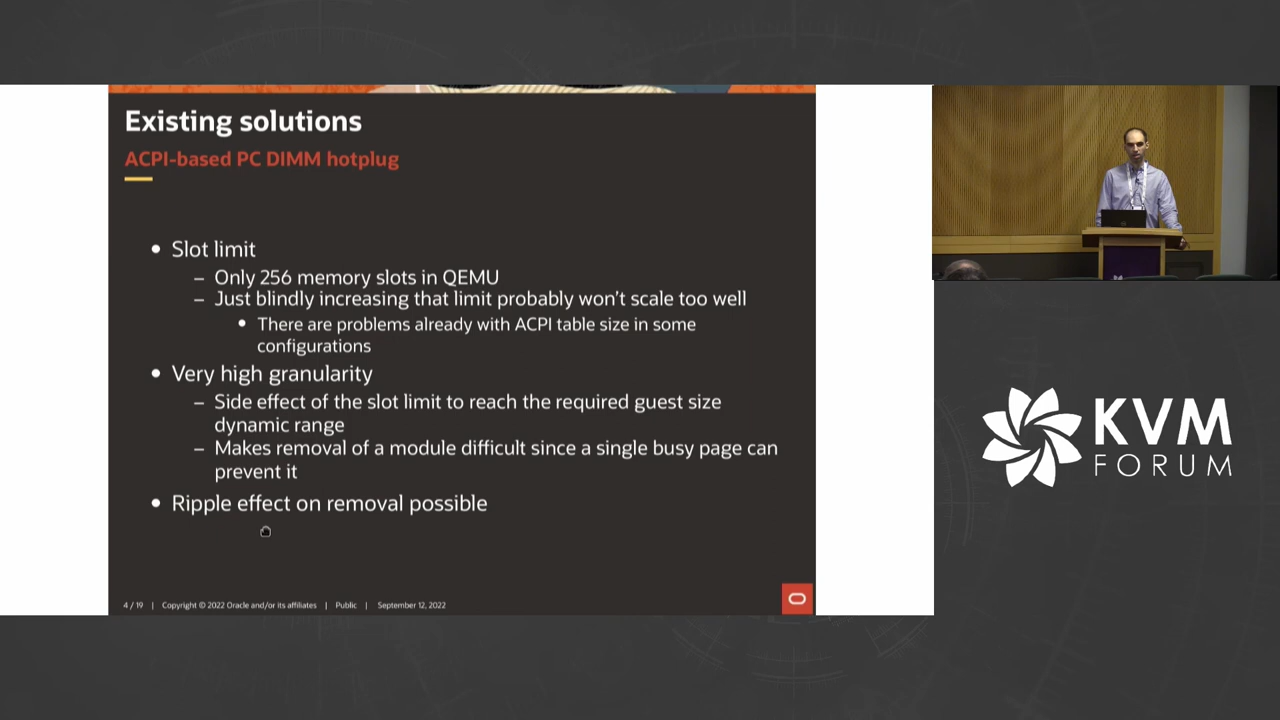 Existing solutions
ACPI-based PC DIMM hotplug
• Slot limit
– Only 256 memory slots in QEMU
– Just blindly increasing that limit probably won't scale too well
• There are problems already with ACPI table size in some
configurations
• Very high granularity
– Side effect of the slot limit to reach the required guest size
dynamic range
– Makes removal of a module difficult since a single busy page can
prevent it
• Ripple effect on removal possible
4 / 19 | Copyright © 2022 Oracle and/or its affiliates | Public | September 12, 2022
KVM
FORUM